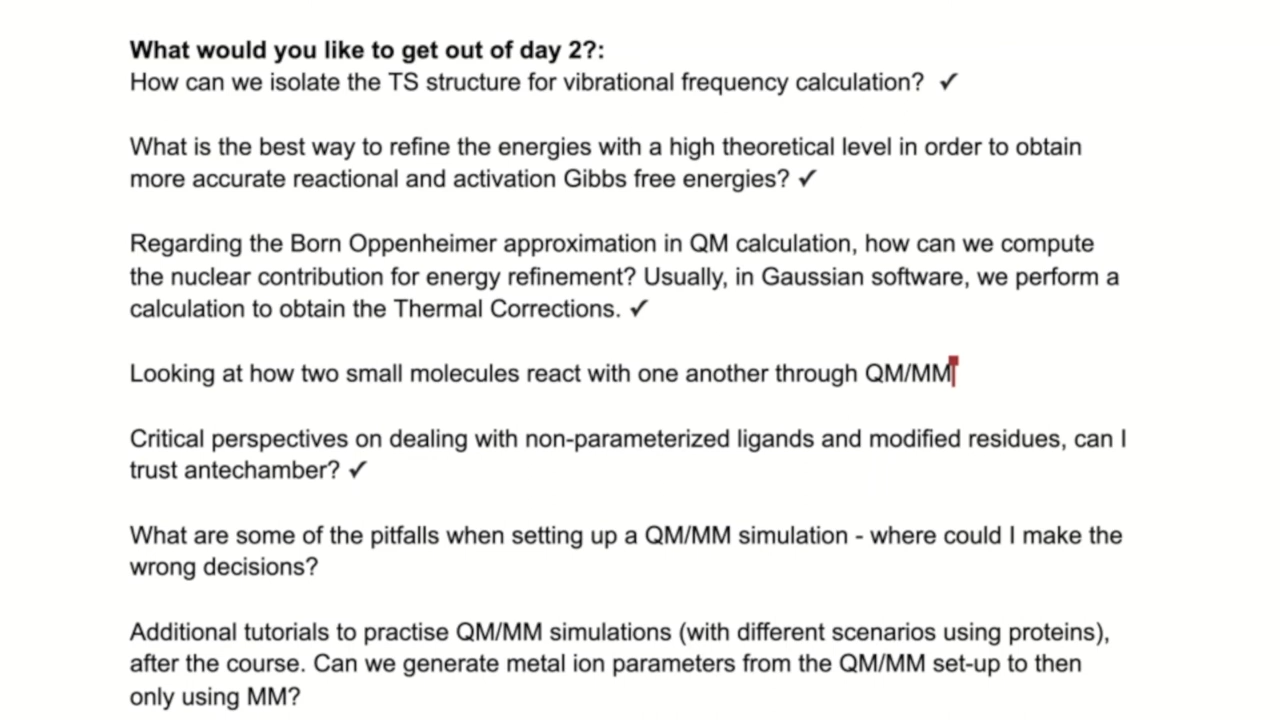 What would you like to get out of day 2?:
How can we isolate the TS structure for vibrational frequency calculation? ✓
What is the best way to refine the energies with a high theoretical level in order to obtain
more accurate reactional and activation Gibbs free energies? ✓
Regarding the Born Oppenheimer approximation in QM calculation, how can we compute
the nuclear contribution for energy refinement? Usually, in Gaussian software, we perform a
calculation to obtain the Thermal Corrections. ✓
Looking at how two small molecules react with one another through QM/MM
Critical perspectives on dealing with non-parameterized ligands and modified residues, can I
trust antechamber? ✓
What are some of the pitfalls when setting up a QM/MM simulation - where could I make the
wrong decisions?
Additional tutorials to practise QM/MM simulations (with different scenarios using proteins),
after the course. Can we generate metal ion parameters from the QM/MM set-up to then
only using MM?